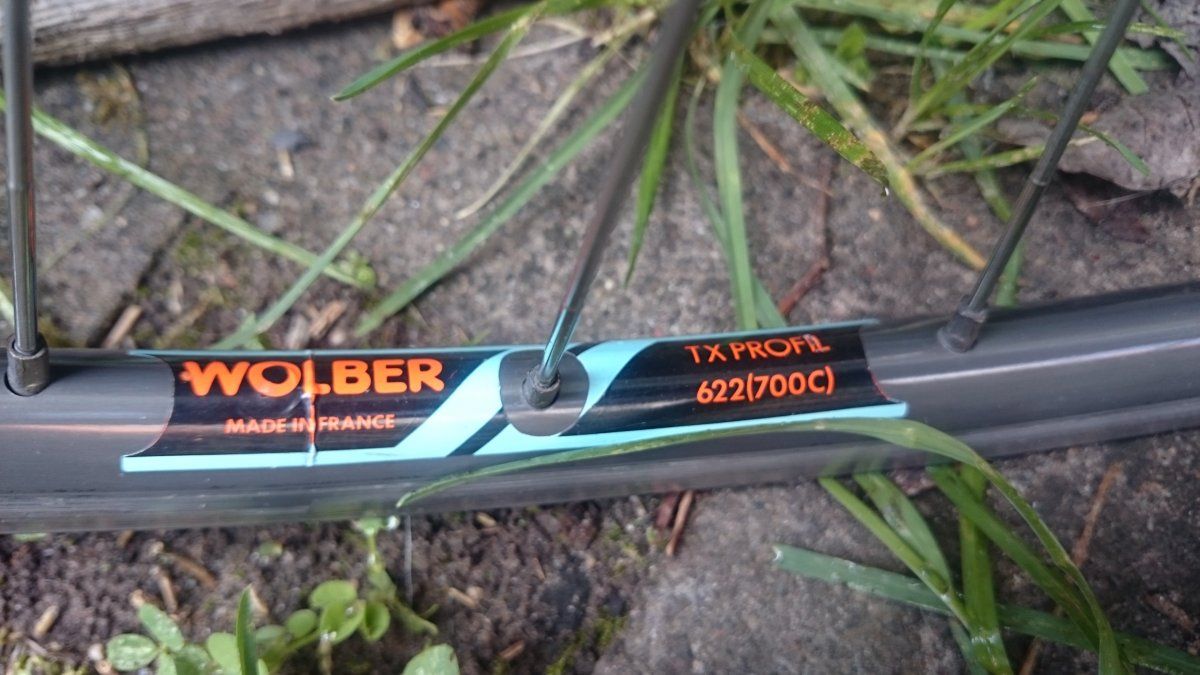 WOLBER
MADE IN FRANCE
TX PROFIL
622(700C)